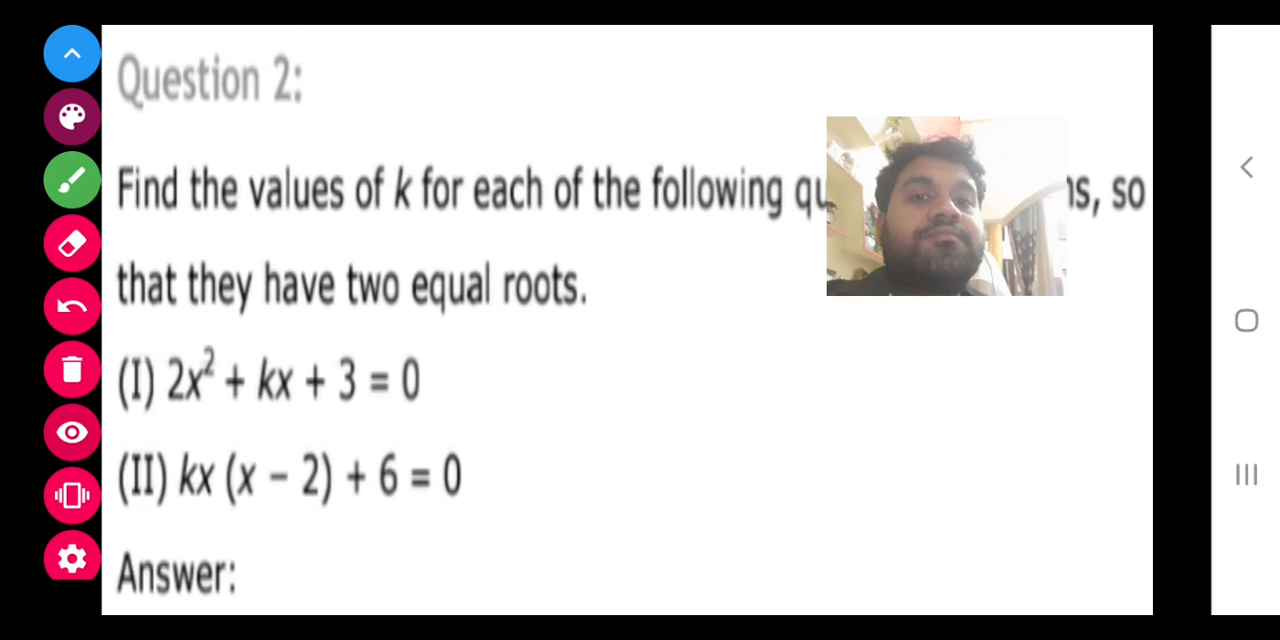 Question 2:
Find the values of k for each of the following qu ns, so
that they have two equal roots.
(I) 2x² + kx + 3 = 0
(II) kx (x – 2) + 6 = 0
Answer: